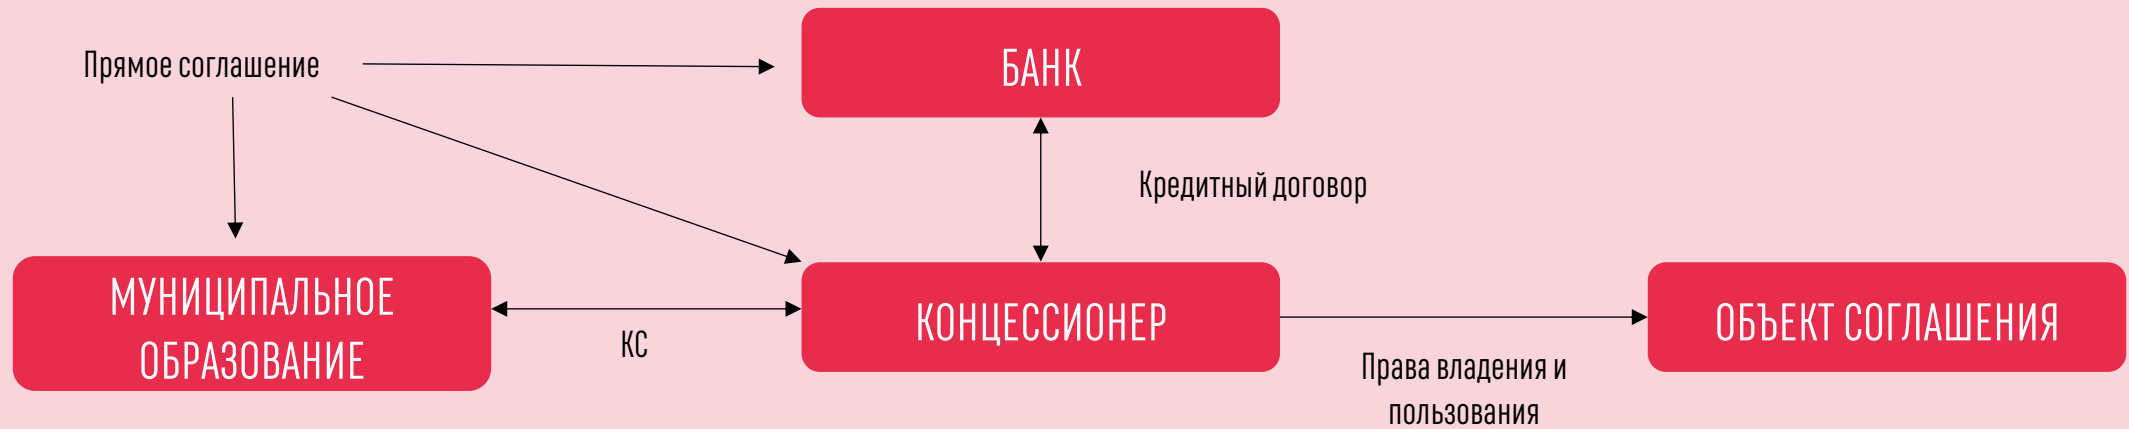 Прямое соглашение
БАНК
Кредитный договор
МУНИЦИПАЛЬНОЕ
ОБРАЗОВАНИЕ
КС
КОНЦЕССИОНЕР
Права владения и
пользования
ОБЪЕКТ СОГЛАШЕНИЯ